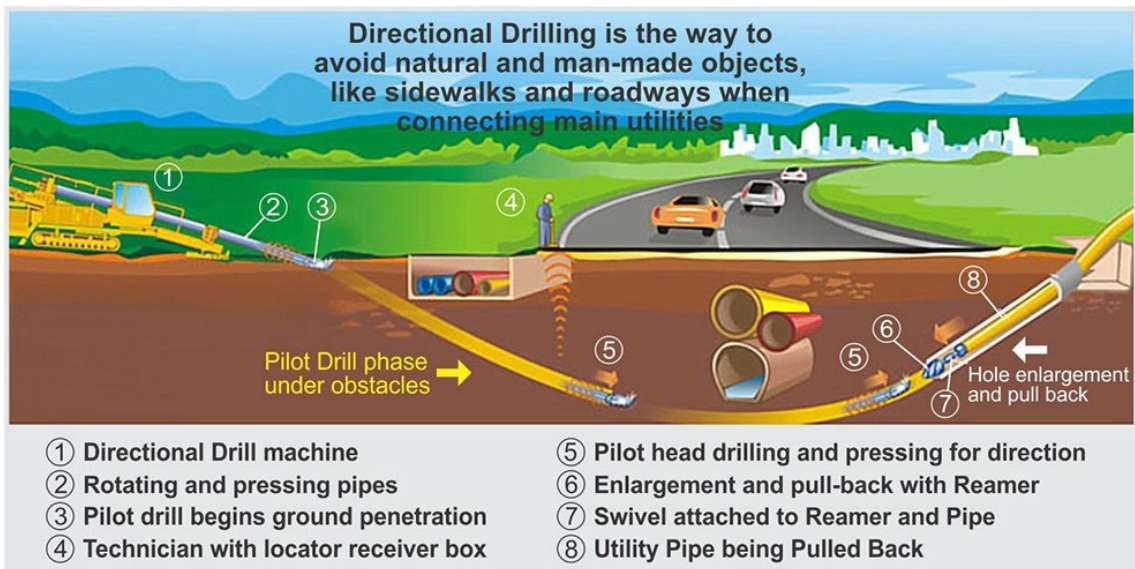 Directional Drilling is the way to
avoid natural and man-made objects,
like sidewalks and roadways when
connecting main utilities
①
②
③
④
⑧
⑥
⑤
⑤
Pilot Drill phase
under obstacles
Hole enlargement
and pull back
⑦
① Directional Drill machine
② Rotating and pressing pipes
③ Pilot drill begins ground penetration
④ Technician with locator receiver box
⑤ Pilot head drilling and pressing for direction
⑥ Enlargement and pull-back with Reamer
⑦ Swivel attached to Reamer and Pipe
⑧ Utility Pipe being Pulled Back